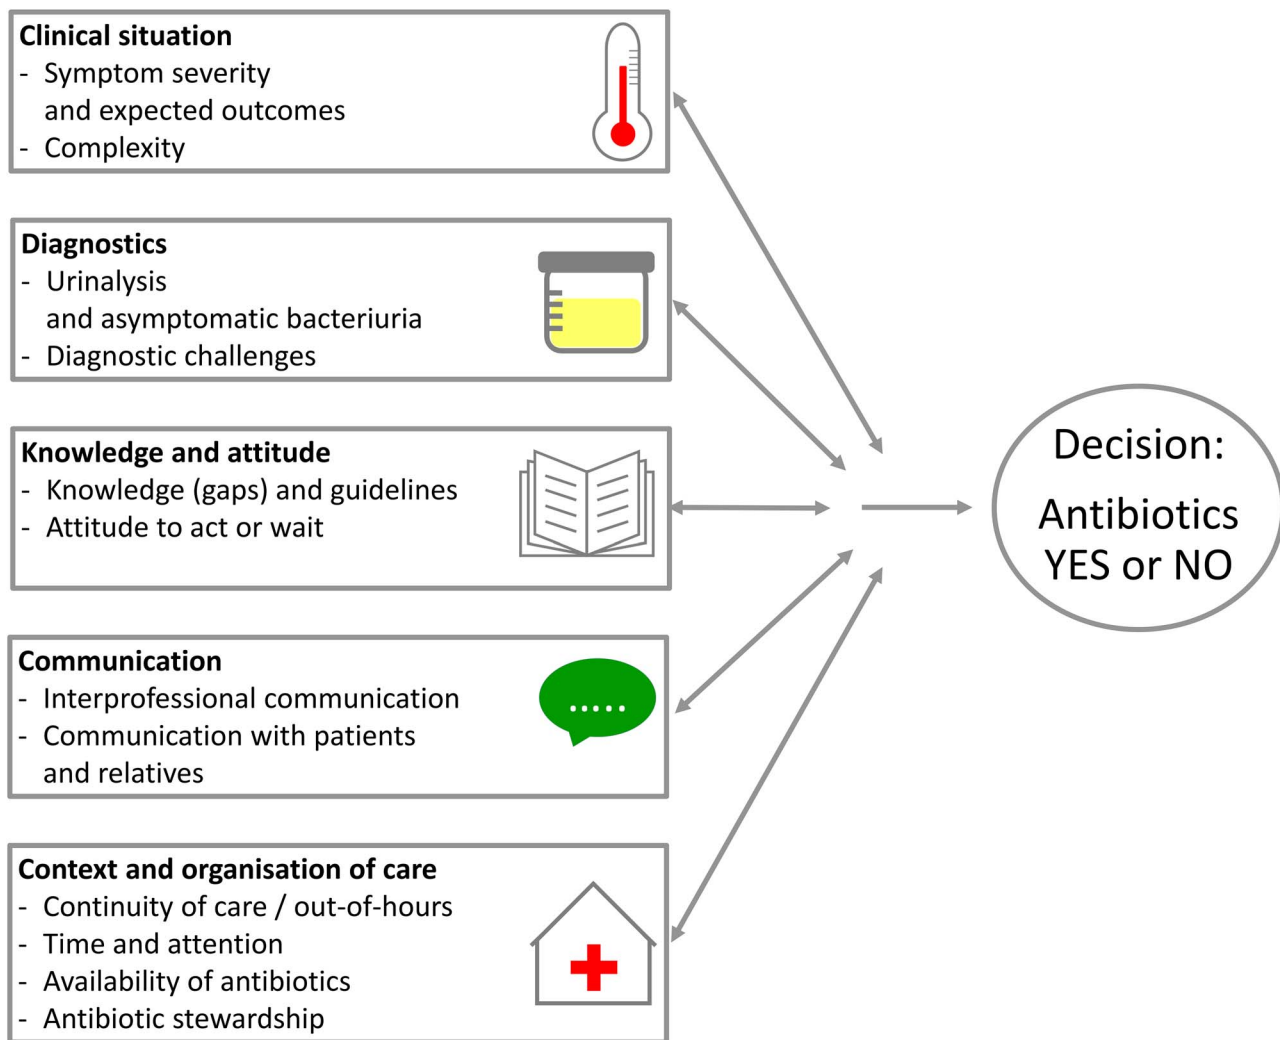 Clinical situation
- Symptom severity
and expected outcomes
- Complexity
Diagnostics
- Urinalysis
and asymptomatic bacteriuria
- Diagnostic challenges
Knowledge and attitude
- Knowledge (gaps) and guidelines
- Attitude to act or wait
Communication
- Interprofessional communication
- Communication with patients
and relatives
Context and organisation of care
- Continuity of care / out-of-hours
- Time and attention
- Availability of antibiotics
- Antibiotic stewardship
Decision:
Antibiotics
YES or NO